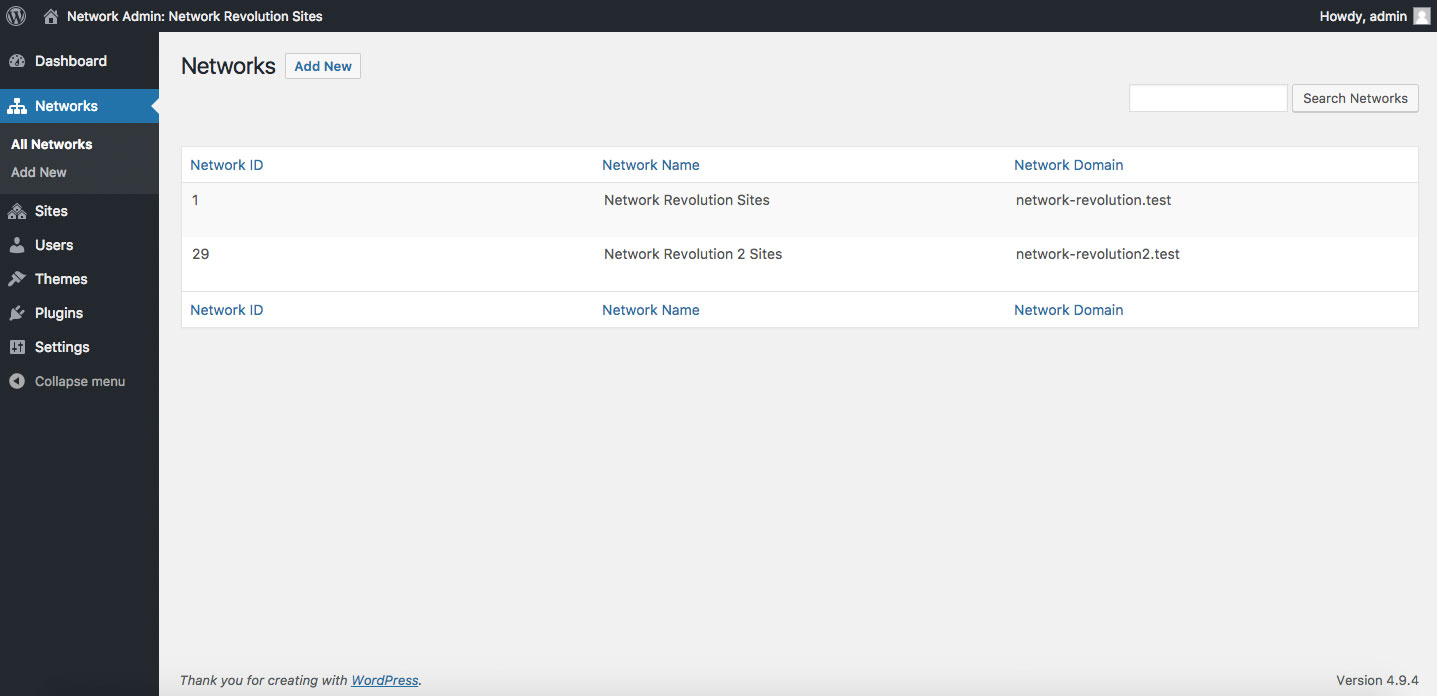 Network Admin: Network Revolution Sites
Howdy, admin
Dashboard
Networks
All Networks
Add New
Sites
Users
Themes
Plugins
Settings
Collapse menu
Networks Add New
Search Networks
Network ID Network Name Network Domain
1 Network Revolution Sites network-revolution.test
29 Network Revolution 2 Sites network-revolution2.test
Network ID Network Name Network Domain
Thank you for creating with WordPress.
Version 4.9.4